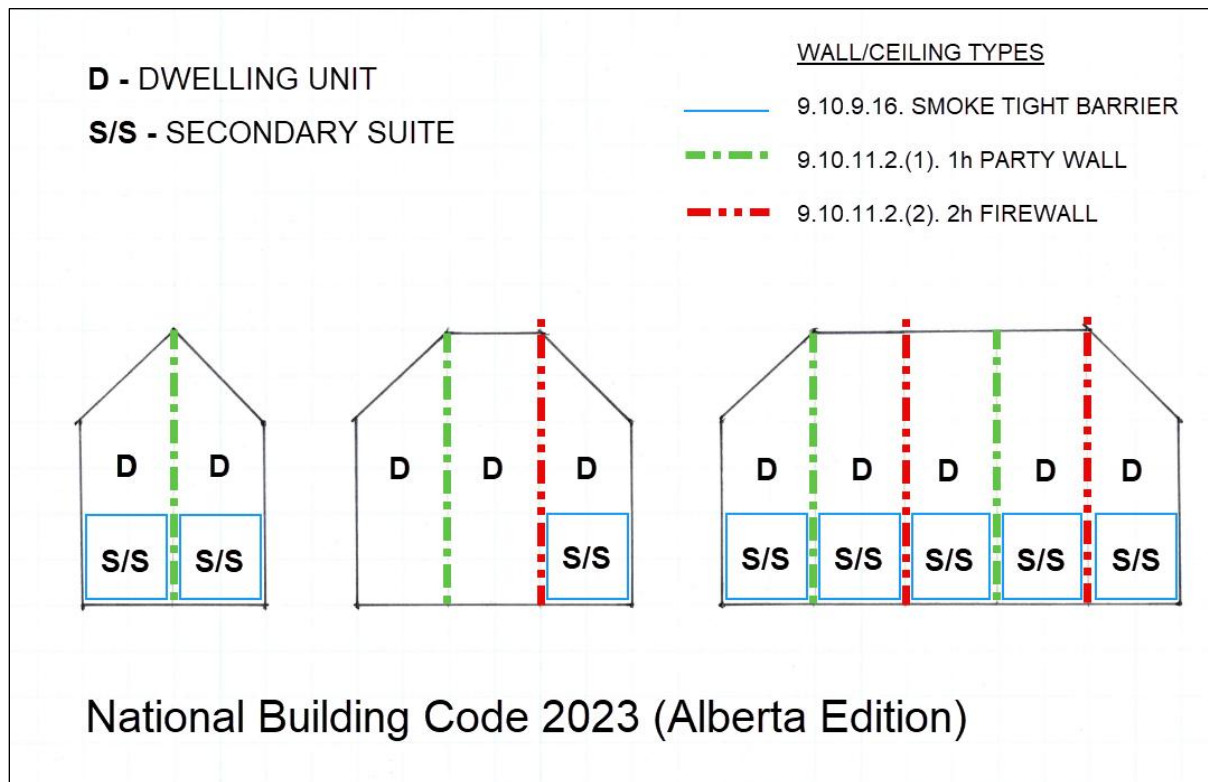 D - DWELLING UNIT
S/S - SECONDARY SUITE
WALL/CEILING TYPES
9.10.9.16. SMOKE TIGHT BARRIER
9.10.11.2.(1). 1h PARTY WALL
9.10.11.2.(2). 2h FIREWALL
D D
S/S S/S
D D D
S/S
D D D D D
S/S S/S S/S S/S S/S
National Building Code 2023 (Alberta Edition)